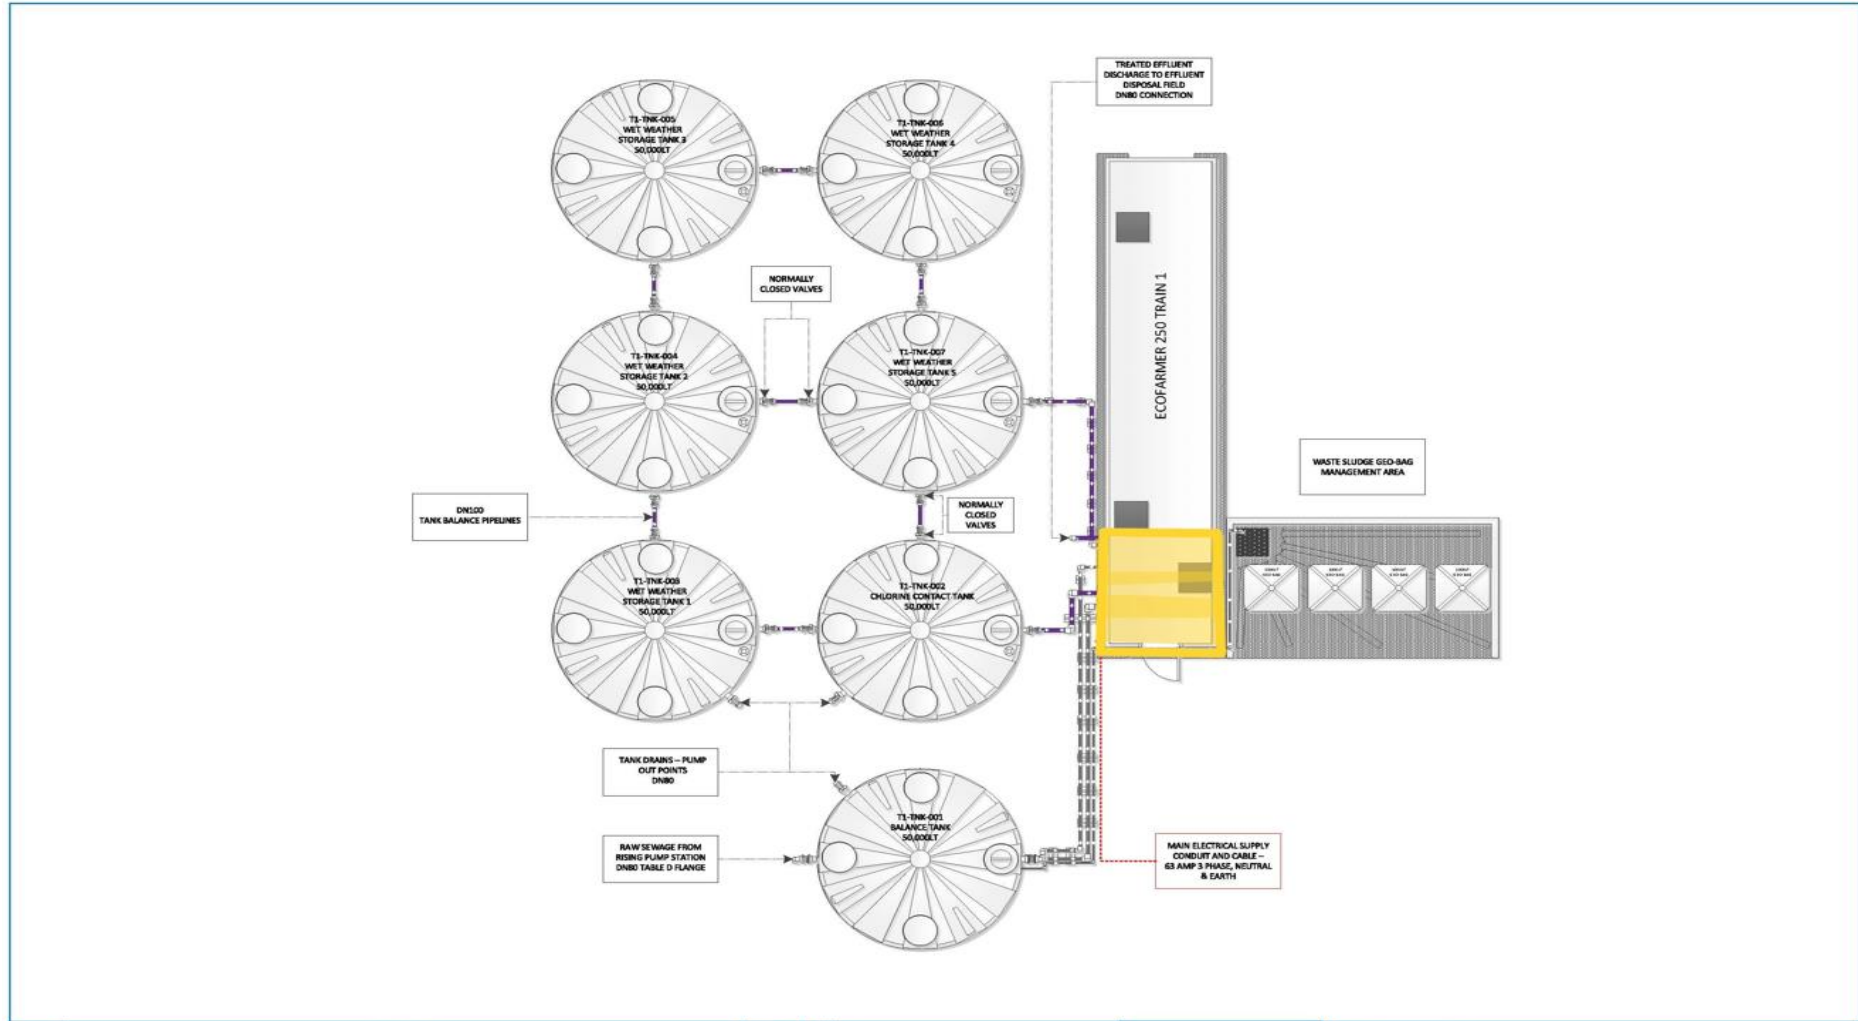 TREATED EFFLUENT
DISCHARGE TO EFFLUENT
DISPOSAL FIELD
DN80 CONNECTION
T1-TNK-005
WET WEATHER
STORAGE TANK 3
50,000LT
T1-TNK-006
WET WEATHER
STORAGE TANK 4
50,000LT
NORMALLY
CLOSED VALVES
ECOFARMER 250 TRAIN 1
T1-TNK-004
WET WEATHER
STORAGE TANK 2
50,000LT
T1-TNK-007
WET WEATHER
STORAGE TANK 5
50,000LT
WASTE SLUDGE GEO-BAG
MANAGEMENT AREA
DN100
TANK BALANCE PIPELINES
NORMALLY
CLOSED
VALVES
T1-TNK-003
WET WEATHER
STORAGE TANK 1
50,000LT
T1-TNK-002
CHLORINE CONTACT TANK
50,000LT
TANK DRAINS – PUMP
OUT POINTS
DN80
T1-TNK-001
BALANCE TANK
50,000LT
RAW SEWAGE FROM
RISING PUMP STATION
DN80 TABLE D FLANGE
MAIN ELECTRICAL SUPPLY
CONDUIT AND CABLE –
63 AMP 3 PHASE, NEUTRAL
& EARTH